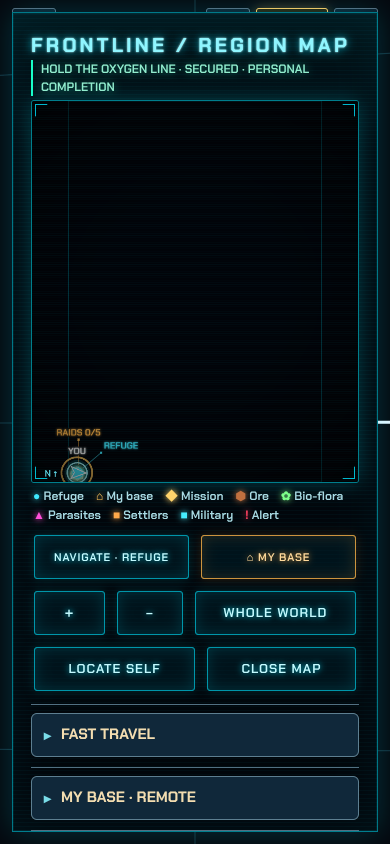 FRONTLINE / REGION MAP
HOLD THE OXYGEN LINE · SECURED · PERSONAL
COMPLETION
RAIDS 0/5
YOU
REFUGE
N↑
● Refuge ⌂ My base ◆ Mission ⬢ Ore ✿ Bio-flora
▲ Parasites ■ Settlers ■ Military ! Alert
NAVIGATE · REFUGE
⌂ MY BASE
+
−
WHOLE WORLD
LOCATE SELF
CLOSE MAP
▶ FAST TRAVEL
▶ MY BASE · REMOTE